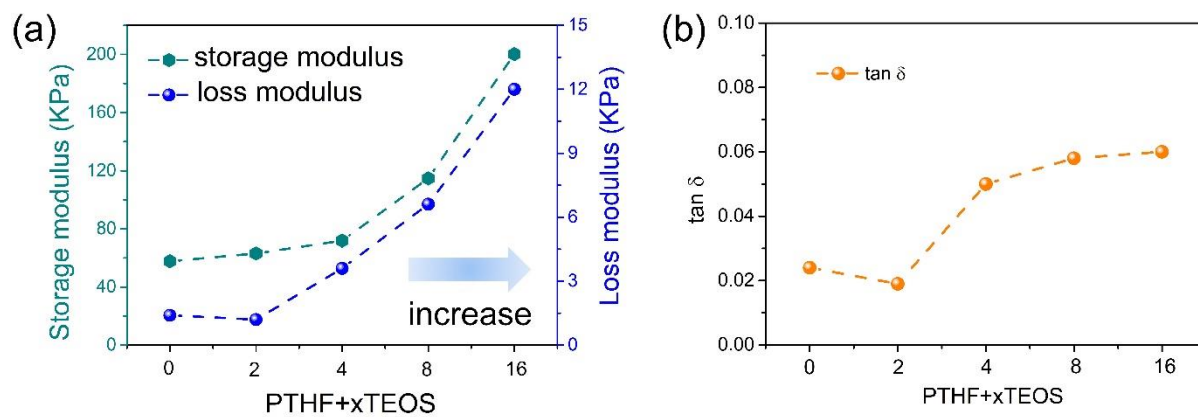 (a)
storage modulus
loss modulus
increase
Storage modulus (KPa)
200
160
120
80
40
0
Loss modulus (KPa)
15
12
9
6
3
0
0 2 4 8 16
PTHF+xTEOS
(b)
tan δ
tan δ
0.10
0.08
0.06
0.04
0.02
0.00
0 2 4 8 16
PTHF+xTEOS